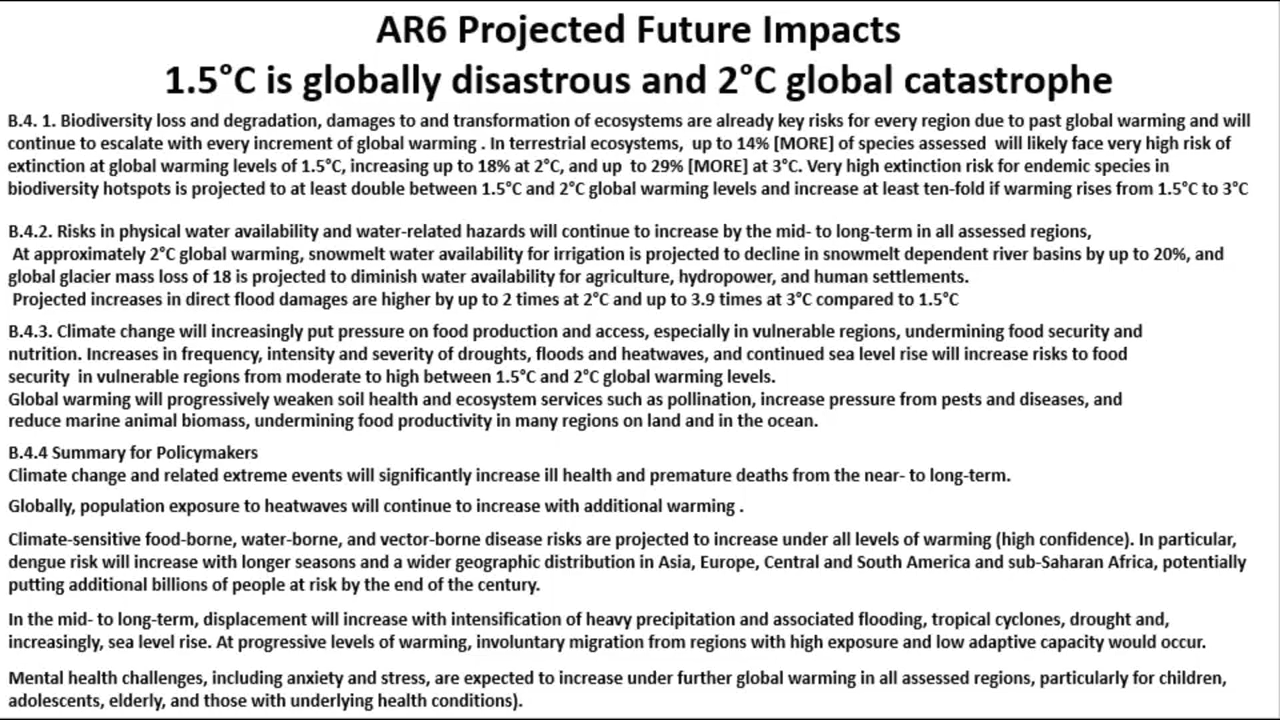 AR6 Projected Future Impacts
1.5°C is globally disastrous and 2°C global catastrophe
B.4. 1. Biodiversity loss and degradation, damages to and transformation of ecosystems are already key risks for every region due to past global warming and will
continue to escalate with every increment of global warming . In terrestrial ecosystems,  up to 14% [MORE] of species assessed  will likely face very high risk of
extinction at global warming levels of 1.5°C, increasing up to 18% at 2°C, and up  to 29% [MORE] at 3°C. Very high extinction risk for endemic species in
biodiversity hotspots is projected to at least double between 1.5°C and 2°C global warming levels and increase at least ten-fold if warming rises from 1.5°C to 3°C
B.4.2. Risks in physical water availability and water-related hazards will continue to increase by the mid- to long-term in all assessed regions,
At approximately 2°C global warming, snowmelt water availability for irrigation is projected to decline in snowmelt dependent river basins by up to 20%, and
global glacier mass loss of 18 is projected to diminish water availability for agriculture, hydropower, and human settlements.
Projected increases in direct flood damages are higher by up to 2 times at 2°C and up to 3.9 times at 3°C compared to 1.5°C
B.4.3. Climate change will increasingly put pressure on food production and access, especially in vulnerable regions, undermining food security and
nutrition. Increases in frequency, intensity and severity of droughts, floods and heatwaves, and continued sea level rise will increase risks to food
security  in vulnerable regions from moderate to high between 1.5°C and 2°C global warming levels.
Global warming will progressively weaken soil health and ecosystem services such as pollination, increase pressure from pests and diseases, and
reduce marine animal biomass, undermining food productivity in many regions on land and in the ocean.
B.4.4 Summary for Policymakers
Climate change and related extreme events will significantly increase ill health and premature deaths from the near- to long-term.
Globally, population exposure to heatwaves will continue to increase with additional warming .
Climate-sensitive food-borne, water-borne, and vector-borne disease risks are projected to increase under all levels of warming (high confidence). In particular,
dengue risk will increase with longer seasons and a wider geographic distribution in Asia, Europe, Central and South America and sub-Saharan Africa, potentially
putting additional billions of people at risk by the end of the century.
In the mid- to long-term, displacement will increase with intensification of heavy precipitation and associated flooding, tropical cyclones, drought and,
increasingly, sea level rise. At progressive levels of warming, involuntary migration from regions with high exposure and low adaptive capacity would occur.
Mental health challenges, including anxiety and stress, are expected to increase under further global warming in all assessed regions, particularly for children,
adolescents, elderly, and those with underlying health conditions).